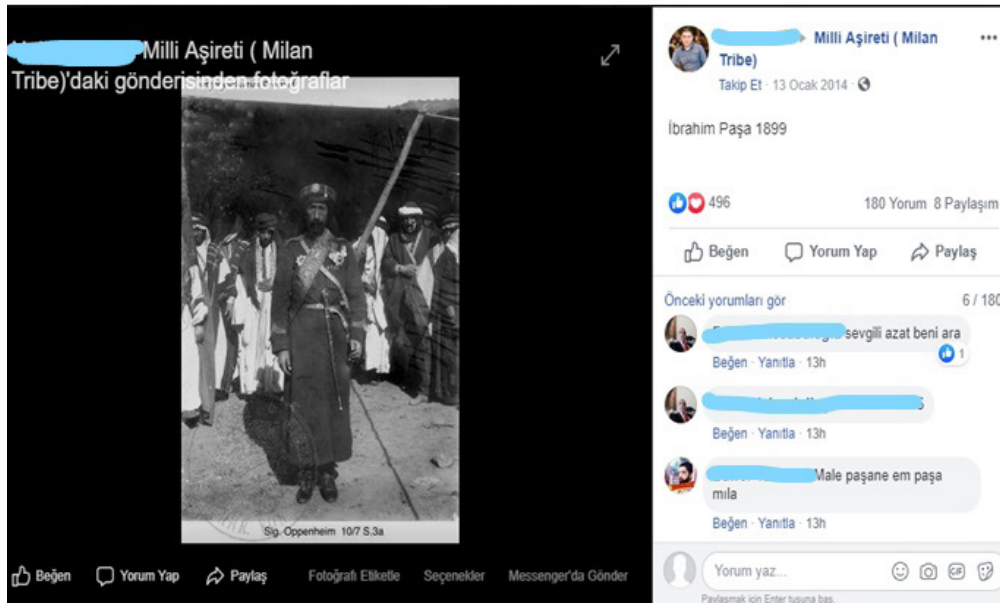 Milli Aşireti ( Milan
Tribe)'daki gönderisinden fotoğraflar
Sig. Oppenheim 10/7 S.3a
Beğen Yorum Yap Paylaş Fotoğrafı Etiketle Seçenekler Messenger'da Gönder
Milli Aşireti ( Milan
Tribe)
Takip Et · 13 Ocak 2014 ·
İbrahim Paşa 1899
496 180 Yorum 8 Paylaşım
Beğen Yorum Yap Paylaş
Önceki yorumları gör 6 / 180
sevgili azat beni ara
1
Beğen · Yanıtla · 13h
Beğen · Yanıtla · 13h
Male paşane em paşa
mıla
Beğen · Yanıtla · 13h
Yorum yaz...
GIF
Paylaşmak için Enter tuşuna bas.